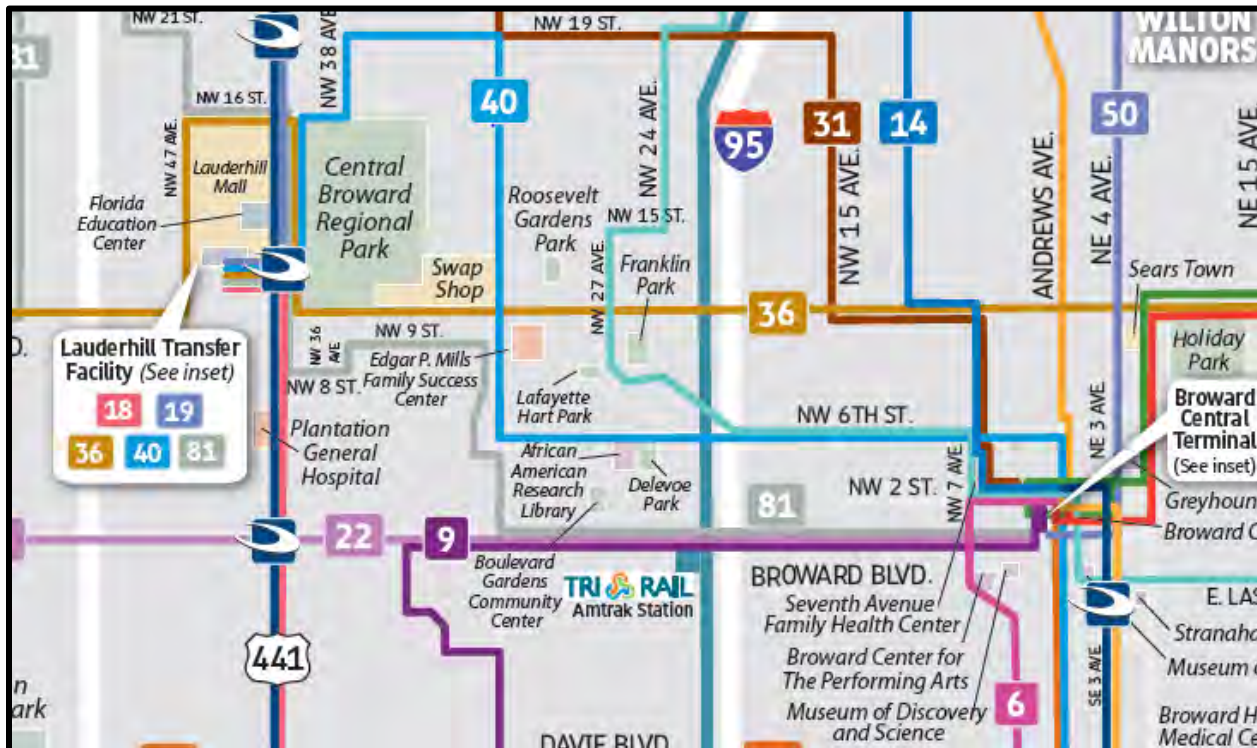 NW 21 ST.
NW 38 AVE
NW 19 ST.
WILTON
MANORS
81
NW 16 ST.
40
NW 24 AVE.
95
31
14
50
NW 47 AVE.
Lauderhill
Mall
Florida
Education
Center
Central
Broward
Regional
Park
Roosevelt
Gardens
Park
NW 15 ST.
NW 15 AVE.
ANDREWS AVE.
NE 4 AVE.
NE 15 AVE
Swap
Shop
NW 27 AVE.
Franklin
Park
Sears Town
36
Lauderhill Transfer
Facility (See inset)
18
19
36
40
81
NW 36
AVE
NW 9 ST.
NW 8 ST.
Edgar P. Mills
Family Success
Center
Lafayette
Hart Park
Holiday
Park
NW 6TH ST.
NE 3 AVE.
Broward
Central
Terminal
(See inset)
Plantation
General
Hospital
African
American
Research
Library
Delevoe
Park
NW 2 ST.
NW 7 AVE
81
Greyhoun
Broward C
22
9
Boulevard
Gardens
Community
Center
TRI RAIL
Amtrak Station
BROWARD BLVD.
Seventh Avenue
Family Health Center
E. LAS
Stranaha
441
Broward Center for
The Performing Arts
Museum
SE 3 AVE
Museum of Discovery
and Science
6
Broward H
Medical Ce
n
ark
DAVIE BLVD